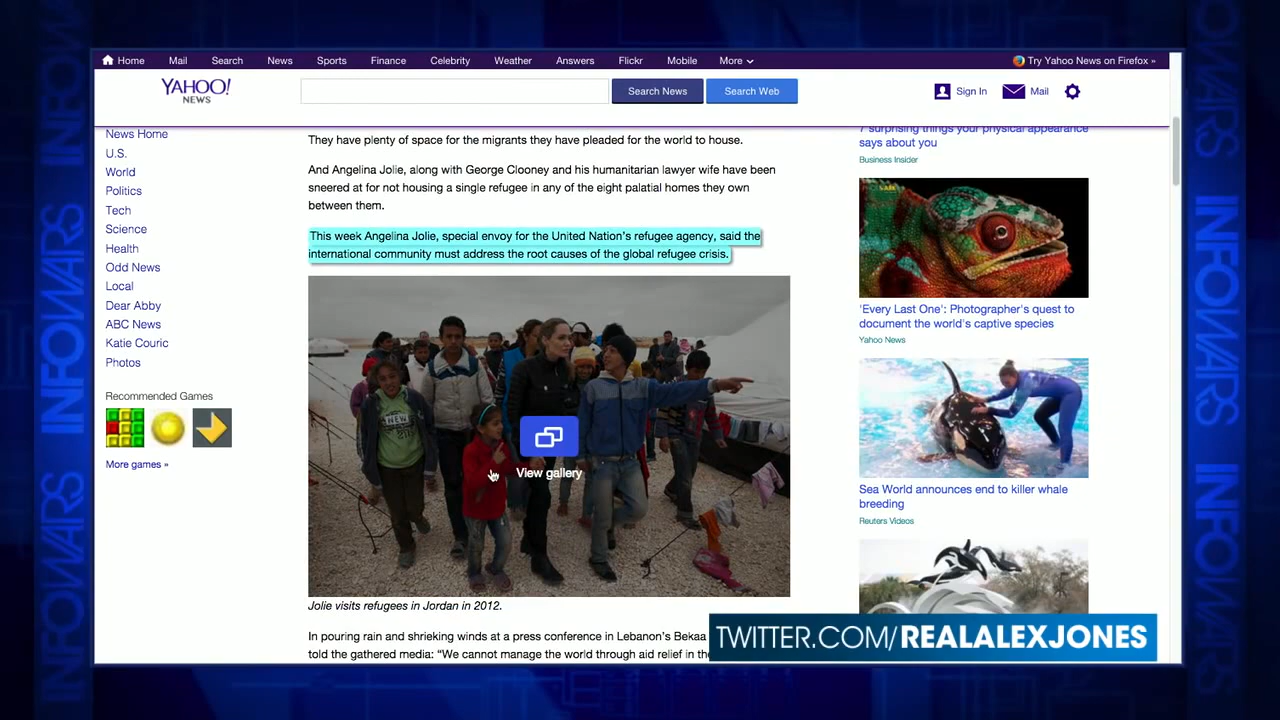 Home Mail Search News Sports Finance Celebrity Weather Answers Flickr Mobile More Try Yahoo News on Firefox »
YAHOO!
NEWS
Search News
Search Web
Sign In
Mail
News Home
U.S.
World
Politics
Tech
Science
Health
Odd News
Local
Dear Abby
ABC News
Katie Couric
Photos
Recommended Games
More games »
They have plenty of space for the migrants they have pleaded for the world to house.
And Angelina Jolie, along with George Clooney and his humanitarian lawyer wife have been
sneered at for not housing a single refugee in any of the eight palatial homes they own
between them.
This week Angelina Jolie, special envoy for the United Nation's refugee agency, said the
international community must address the root causes of the global refugee crisis.
NEW
View gallery
Jolie visits refugees in Jordan in 2012.
In pouring rain and shrieking winds at a press conference in Lebanon's Bekaa
told the gathered media: “We cannot manage the world through aid relief in the
7 surprising things your physical appearance
says about you
Business Insider
'Every Last One': Photographer's quest to
document the world's captive species
Yahoo News
Sea World announces end to killer whale
breeding
Reuters Videos
TWITTER.COM/REALALEXJONES
INFOWARS
INFOWARS
INFOWARS
INFOWARS